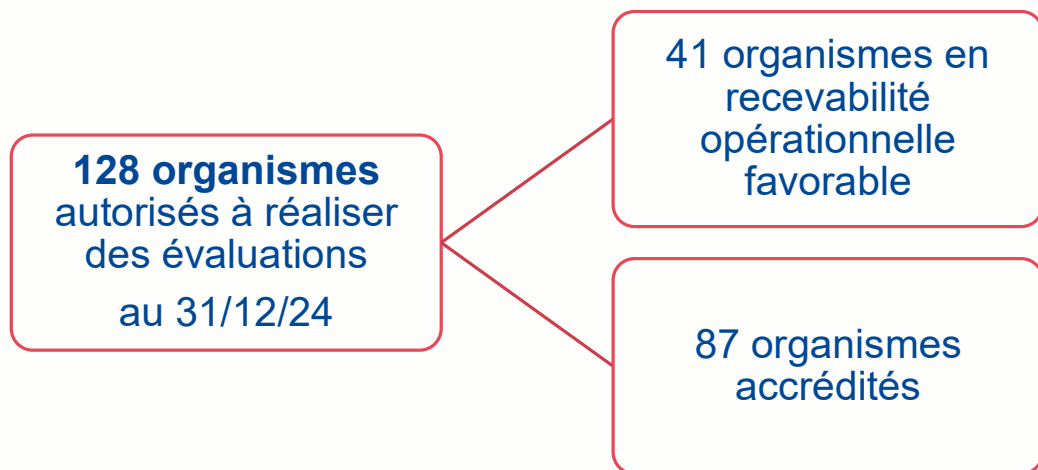 128 organismes
autorisés à réaliser
des évaluations
au 31/12/24
41 organismes en
recevabilité
opérationnelle
favorable
87 organismes
accrédités